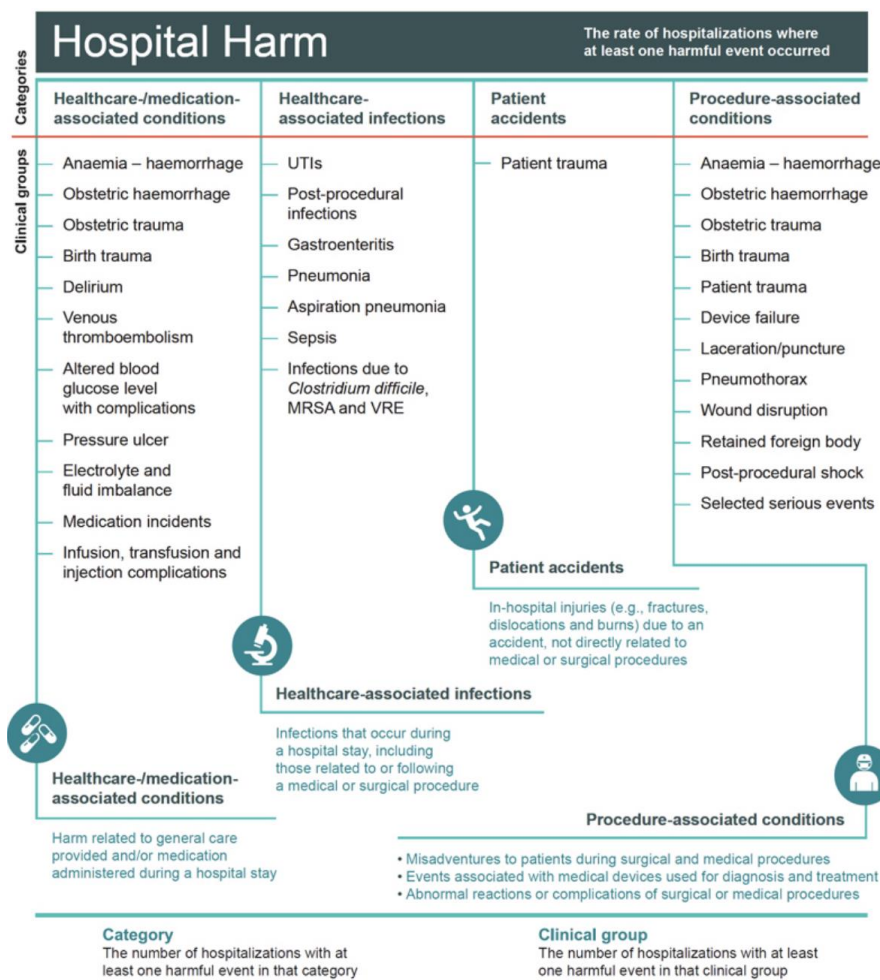 Hospital Harm
The rate of hospitalizations where
at least one harmful event occurred
Categories
Healthcare-/medication-
associated conditions
Healthcare-
associated infections
Patient
accidents
Procedure-associated
conditions
Clinical groups
Anaemia – haemorrhage
Obstetric haemorrhage
Obstetric trauma
Birth trauma
Delirium
Venous
thromboembolism
Altered blood
glucose level
with complications
Pressure ulcer
Electrolyte and
fluid imbalance
Medication incidents
Infusion, transfusion and
injection complications
UTIs
Post-procedural
infections
Gastroenteritis
Pneumonia
Aspiration pneumonia
Sepsis
Infections due to
Clostridium difficile,
MRSA and VRE
Patient trauma
Anaemia – haemorrhage
Obstetric haemorrhage
Obstetric trauma
Birth trauma
Patient trauma
Device failure
Laceration/puncture
Pneumothorax
Wound disruption
Retained foreign body
Post-procedural shock
Selected serious events
Patient accidents
In-hospital injuries (e.g., fractures,
dislocations and burns) due to an
accident, not directly related to
medical or surgical procedures
Healthcare-associated infections
Infections that occur during
a hospital stay, including
those related to or following
a medical or surgical procedure
Healthcare-/medication-
associated conditions
Harm related to general care
provided and/or medication
administered during a hospital stay
Procedure-associated conditions
• Misadventures to patients during surgical and medical procedures
• Events associated with medical devices used for diagnosis and treatment
• Abnormal reactions or complications of surgical or medical procedures
Category
The number of hospitalizations with at
least one harmful event in that category
Clinical group
The number of hospitalizations with at least
one harmful event in that clinical group